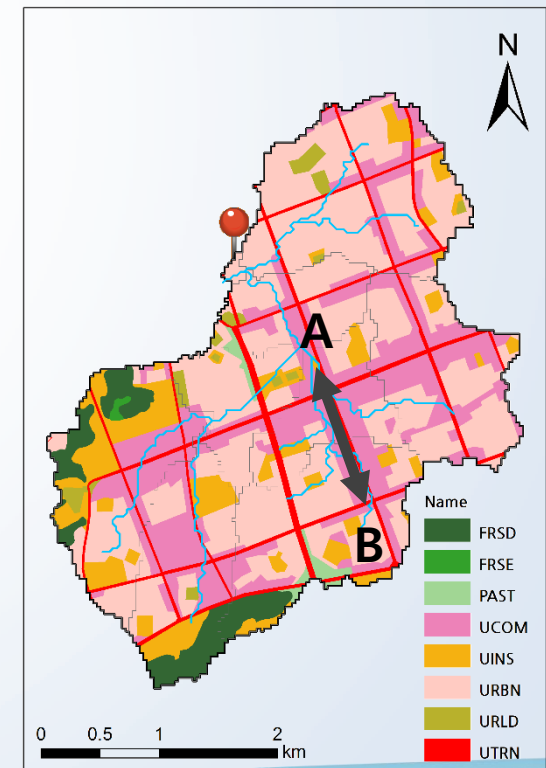 N
A
B
Name
FRSD
FRSE
PAST
UCOM
UINS
URBN
URLD
UTRN
0 0.5 1 2
km